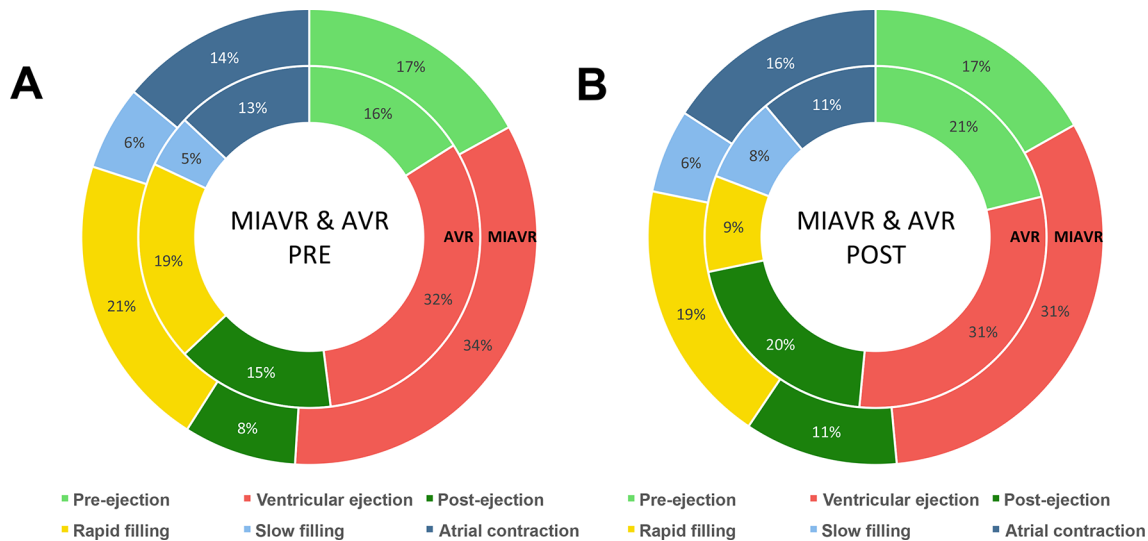 A
14%
17%
13%
16%
6%
5%
MIAVR & AVR
PRE
AVR
MIAVR
19%
21%
32%
34%
15%
8%
Pre-ejection
Ventricular ejection
Post-ejection
Rapid filling
Slow filling
Atrial contraction
B
16%
17%
11%
21%
6%
8%
9%
MIAVR & AVR
POST
AVR
MIAVR
19%
31%
31%
20%
11%
Pre-ejection
Ventricular ejection
Post-ejection
Rapid filling
Slow filling
Atrial contraction